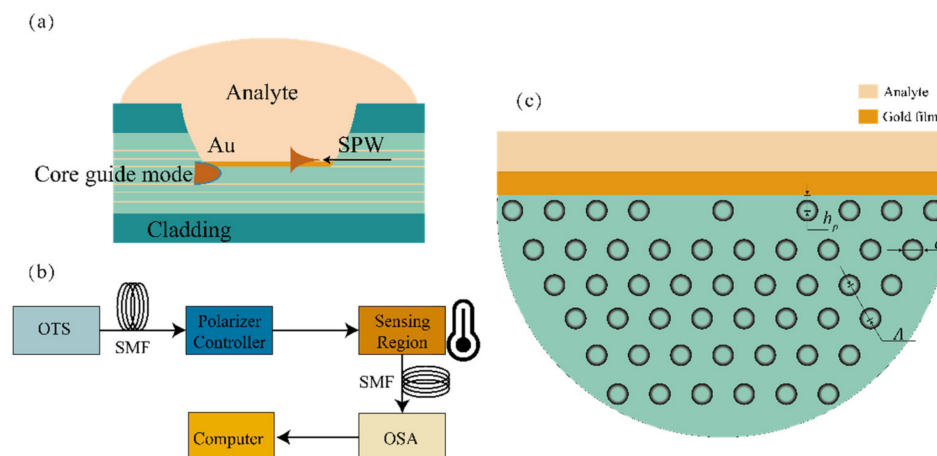 (a)
Analyte
Au
SPW
Core guide mode
Cladding
(b)
OTS
SMF
Polarizer
Controller
Sensing
Region
SMF
Computer
OSA
(c)
Analyte
Gold film
h_p
Λ